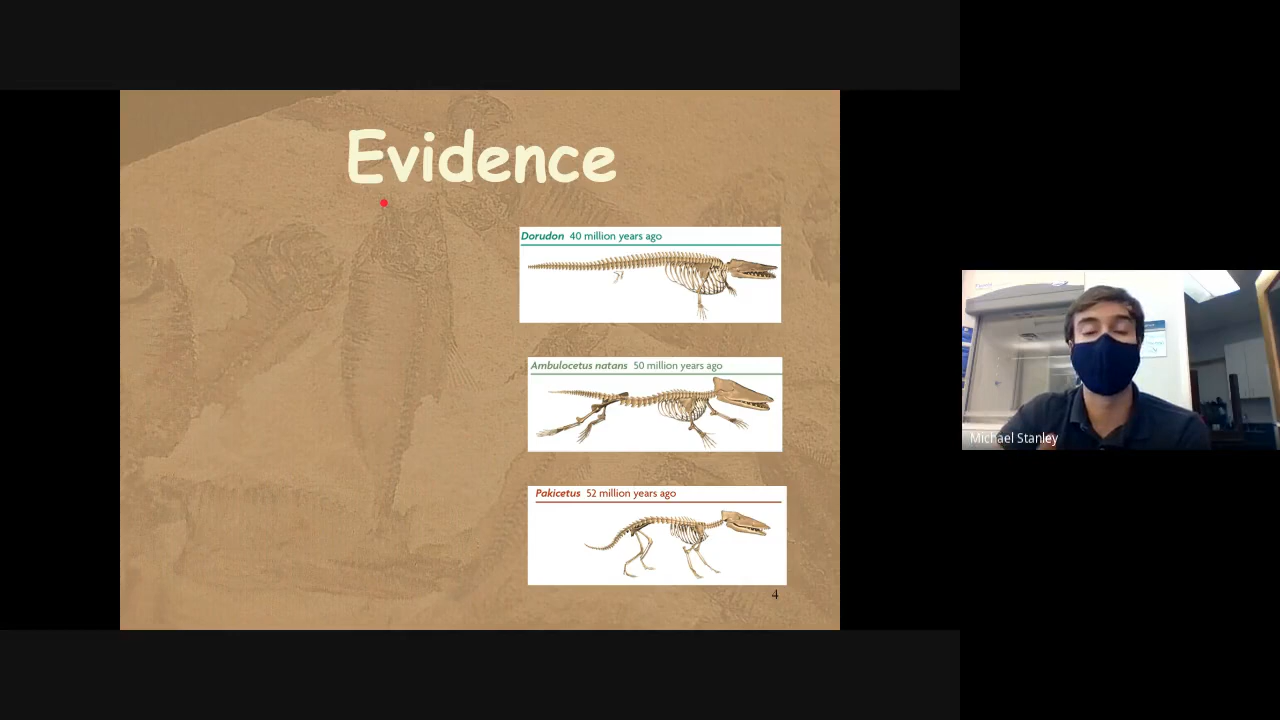 Evidence
Dorudon 40 million years ago
Ambulocetus natans 50 million years ago
Pakicetus 52 million years ago
4
Michael Stanley